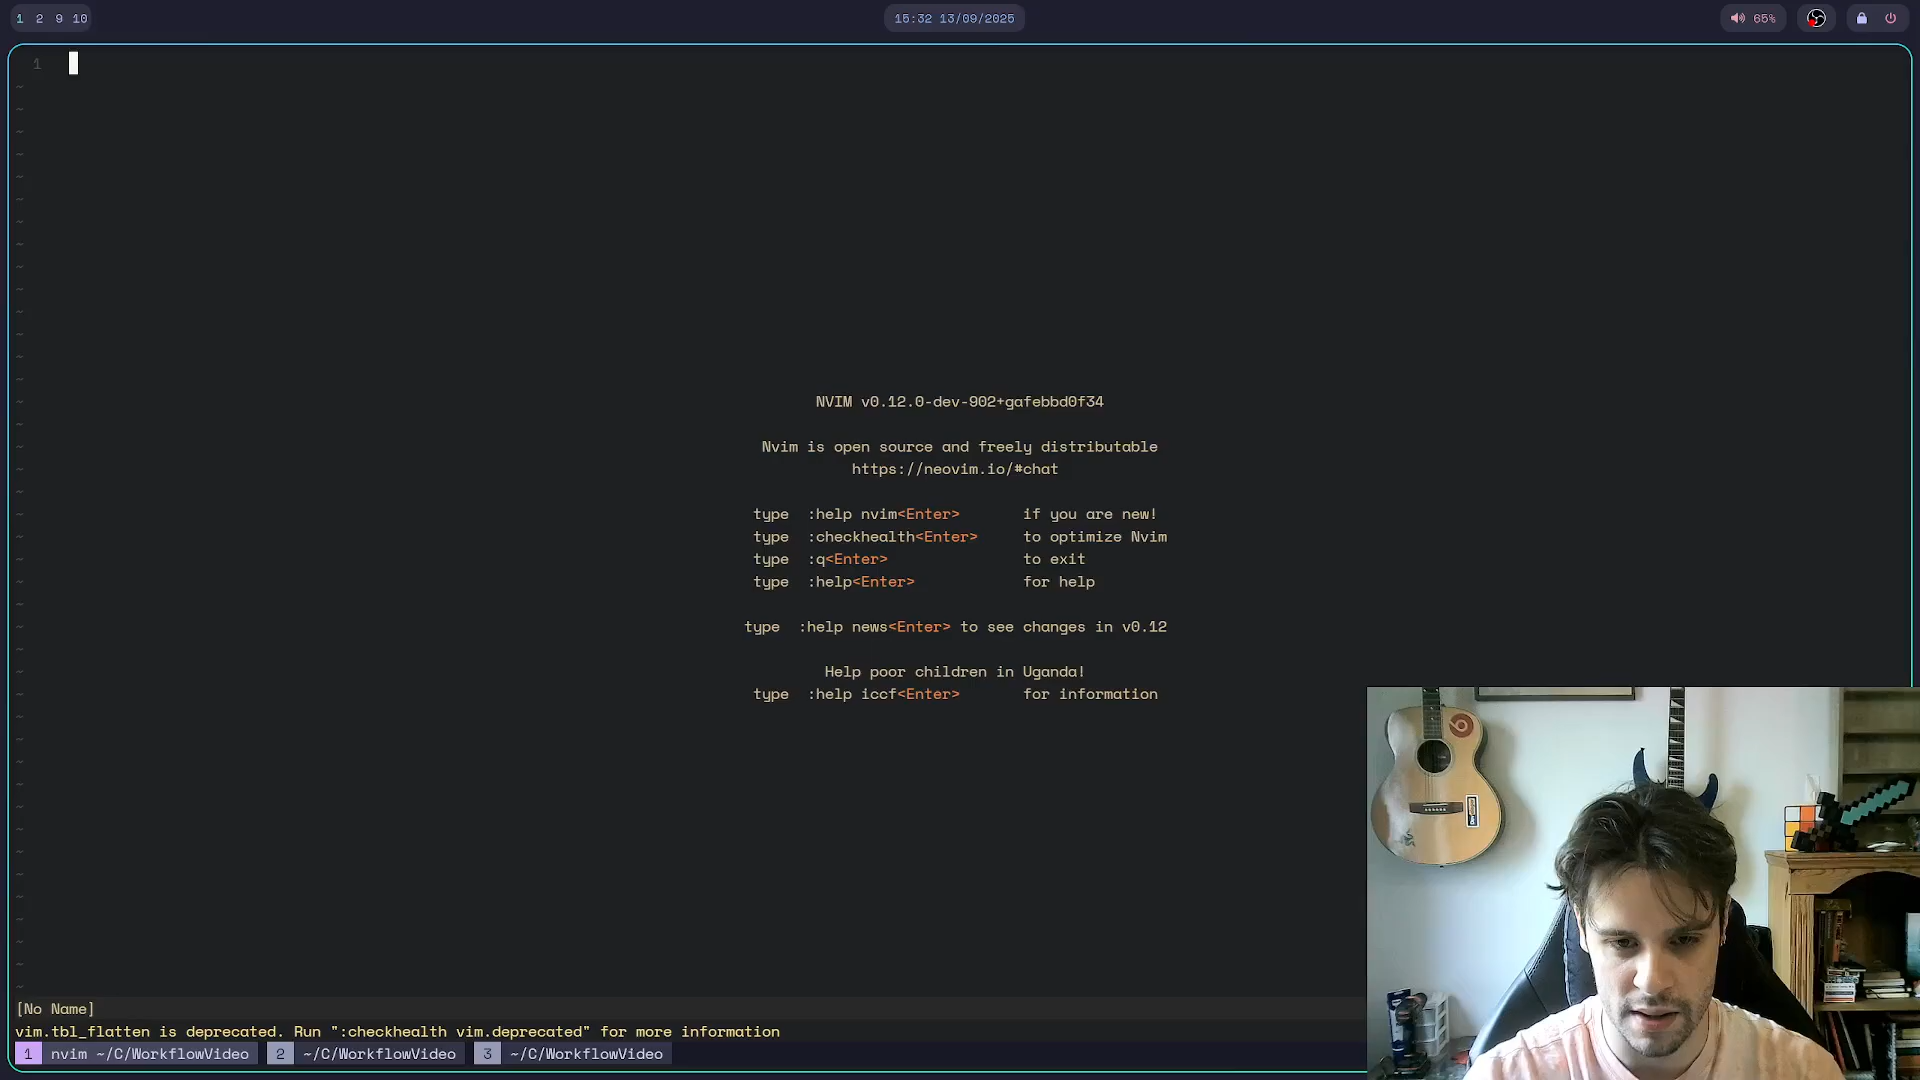 1 2 9 10
15:32 13/09/2025
65%
1
NVIM v0.12.0-dev-902+gafebbd0f34
Nvim is open source and freely distributable
https://neovim.io/#chat
type :help nvim<Enter> if you are new!
type :checkhealth<Enter> to optimize Nvim
type :q<Enter> to exit
type :help<Enter> for help
type :help news<Enter> to see changes in v0.12
Help poor children in Uganda!
type :help iccf<Enter> for information
[No Name]
vim.tbl_flatten is deprecated. Run ":checkhealth vim.deprecated" for more information
1 nvim ~/C/WorkflowVideo 2 ~/C/WorkflowVideo 3 ~/C/WorkflowVideo